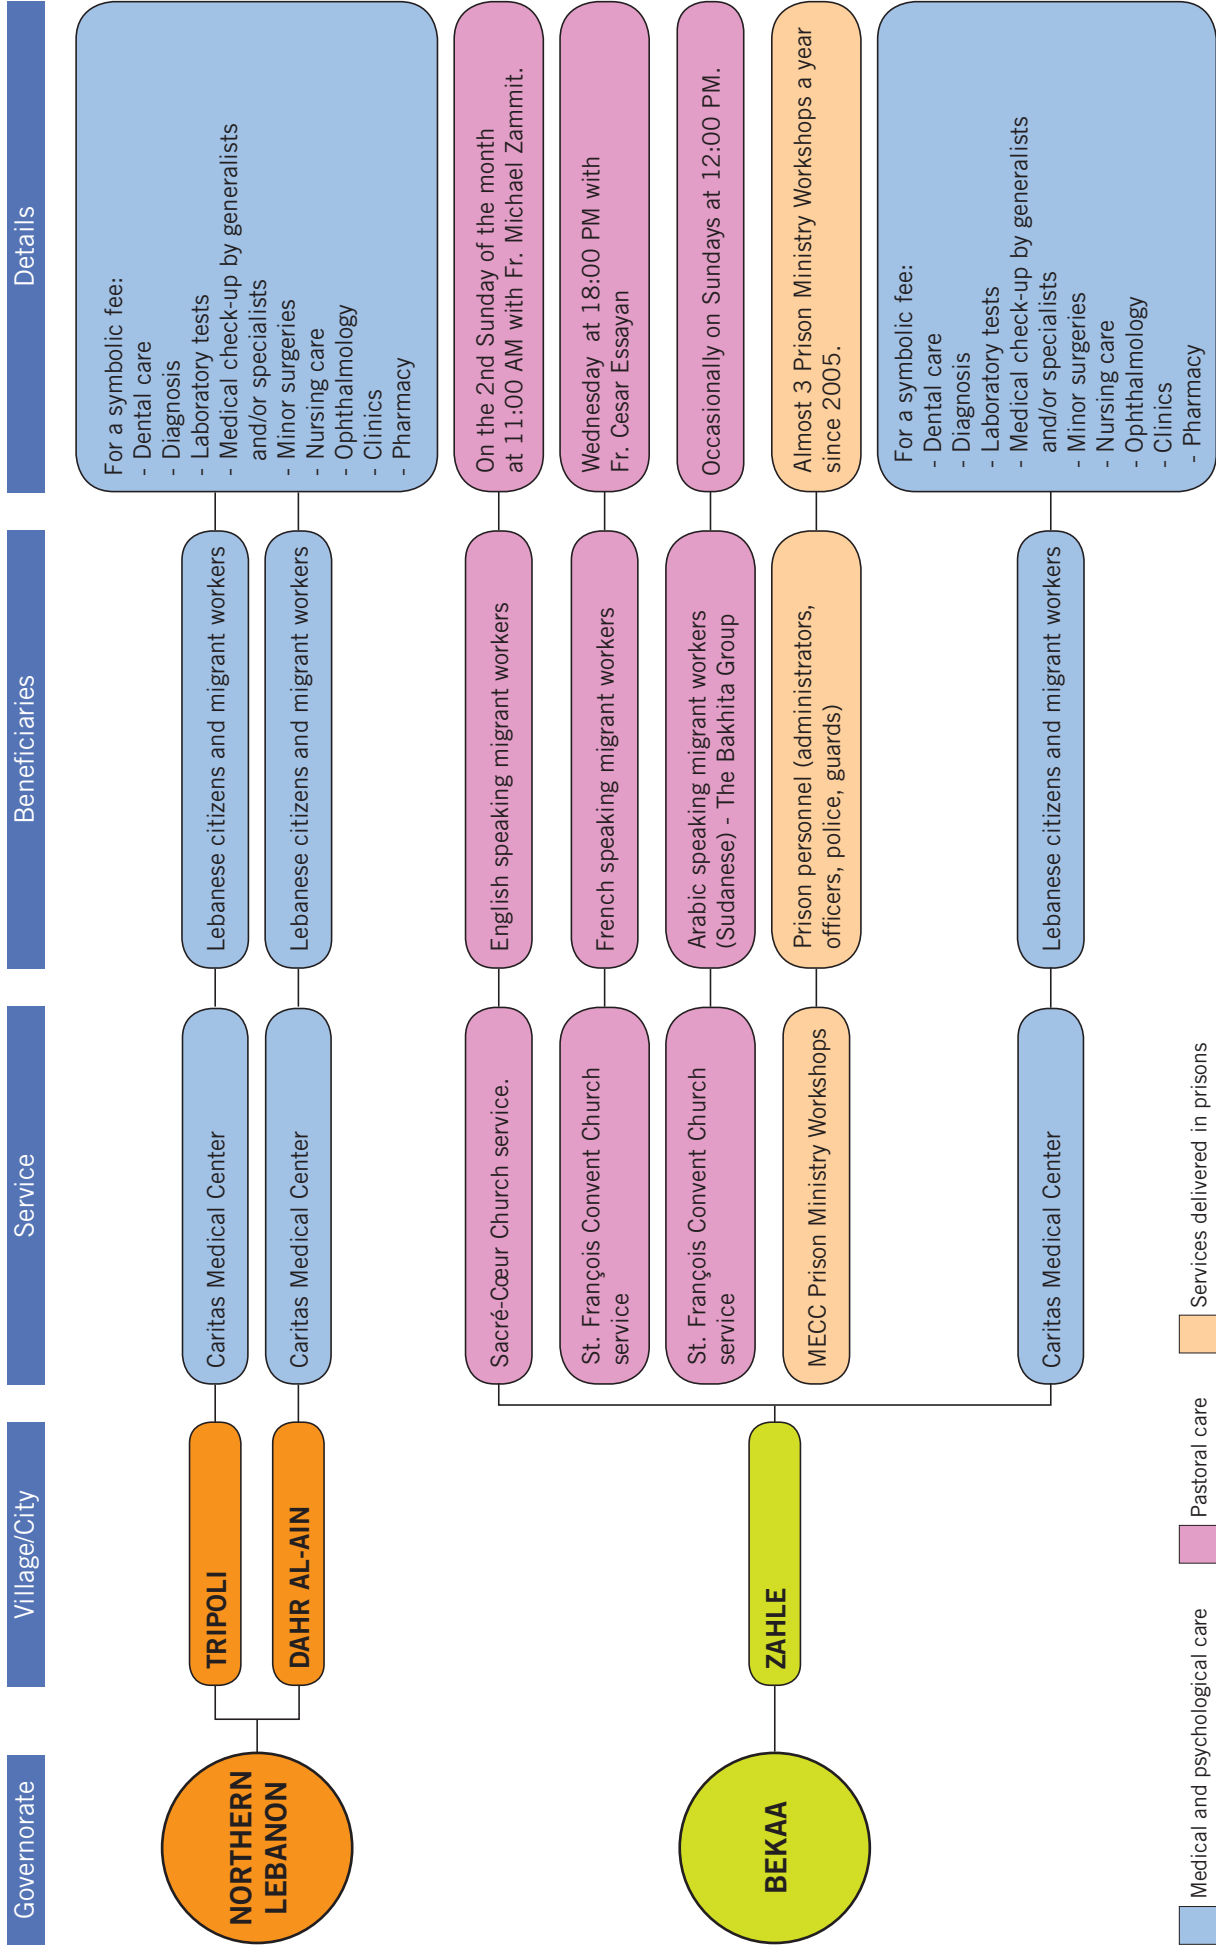 Governorate
Village/City
Service
Beneficiaries
Details
NORTHERN
LEBANON
TRIPOLI
Caritas Medical Center
Lebanese citizens and migrant workers
DAHR AL-AIN
Caritas Medical Center
Lebanese citizens and migrant workers
For a symbolic fee:
- Dental care
- Diagnosis
- Laboratory tests
- Medical check-up by generalists
and/or specialists
- Minor surgeries
- Nursing care
- Ophthalmology
- Clinics
- Pharmacy
BEKAA
ZAHLE
Sacré-Cœur Church service.
English speaking migrant workers
On the 2nd Sunday of the month
at 11:00 AM with Fr. Michael Zammit.
St. François Convent Church
service
French speaking migrant workers
Wednesday at 18:00 PM with
Fr. Cesar Essayan
St. François Convent Church
service
Arabic speaking migrant workers
(Sudanese) - The Bakhita Group
Occasionally on Sundays at 12:00 PM.
MECC Prison Ministry Workshops
Prison personnel (administrators,
officers, police, guards)
Almost 3 Prison Ministry Workshops a year
since 2005.
Caritas Medical Center
Lebanese citizens and migrant workers
For a symbolic fee:
- Dental care
- Diagnosis
- Laboratory tests
- Medical check-up by generalists
and/or specialists
- Minor surgeries
- Nursing care
- Ophthalmology
- Clinics
- Pharmacy
Medical and psychological care
Pastoral care
Services delivered in prisons